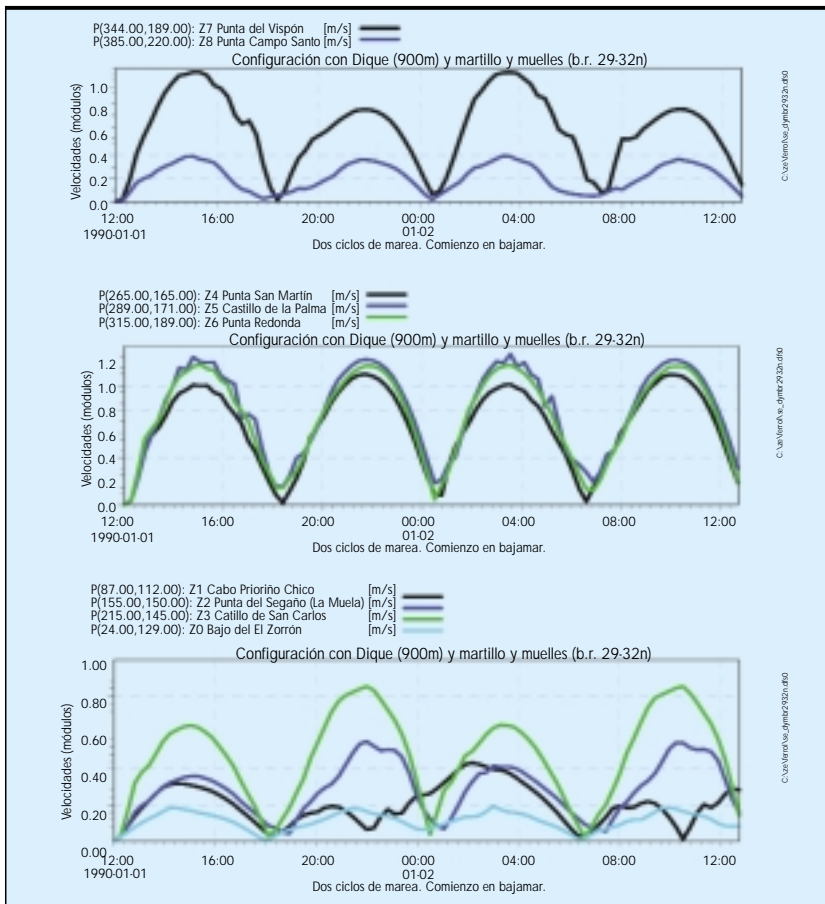 P(344.00,189.00): Z7 Punta del Vispón [m/s]
P(385.00,220.00): Z8 Punta Campo Santo [m/s]
Configuración con Dique (900m) y martillo y muelles (b.r. 29-32n)
Velocidades (módulos)
1.0
0.8
0.6
0.4
0.2
0.0
12:00 16:00 20:00 00:00 04:00 08:00 12:00
1990-01-01 01-02
Dos ciclos de marea. Comienzo en bajamar.
P(265.00,165.00): Z4 Punta San Martín [m/s]
P(289.00,171.00): Z5 Castillo de la Palma [m/s]
P(315.00,189.00): Z6 Punta Redonda [m/s]
Configuración con Dique (900m) y martillo y muelles (b.r. 29-32n)
Velocidades (módulos)
1.2
1.0
0.8
0.6
0.4
0.2
0.0
12:00 16:00 20:00 00:00 04:00 08:00 12:00
1990-01-01 01-02
Dos ciclos de marea. Comienzo en bajamar.
P(87.00,112.00): Z1 Cabo Prioriño Chico [m/s]
P(155.00,150.00): Z2 Punta del Segaño (La Muela) [m/s]
P(215.00,145.00): Z3 Catillo de San Carlos [m/s]
P(24.00,129.00): Z0 Bajo del El Zorrón [m/s]
Configuración con Dique (900m) y martillo y muelles (b.r. 29-32n)
Velocidades (módulos)
1.00
0.80
0.60
0.40
0.20
0.00
12:00 16:00 20:00 00:00 04:00 08:00 12:00
1990-01-01 01-02
Dos ciclos de marea. Comienzo en bajamar.